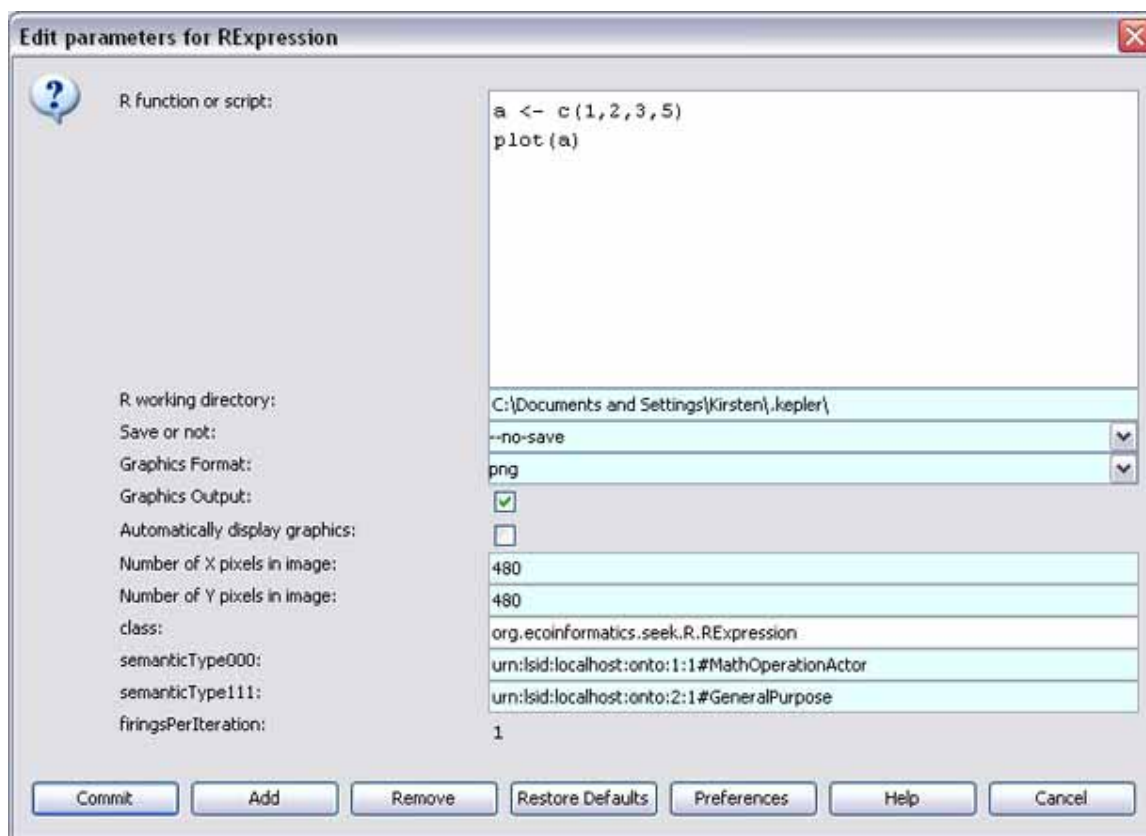 Edit parameters for RExpression
R function or script:
a <- c(1,2,3,5)
plot(a)
R working directory: C:\Documents and Settings\Kirsten\.kepler\
Save or not: --no-save
Graphics Format: png
Graphics Output:
Automatically display graphics:
Number of X pixels in image: 480
Number of Y pixels in image: 480
class: org.ecoinformatics.seek.R.RExpression
semanticType000: urn:lsid:localhost:onto:1:1#MathOperationActor
semanticType111: urn:lsid:localhost:onto:2:1#GeneralPurpose
firingsPerIteration: 1
Commit Add Remove Restore Defaults Preferences Help Cancel